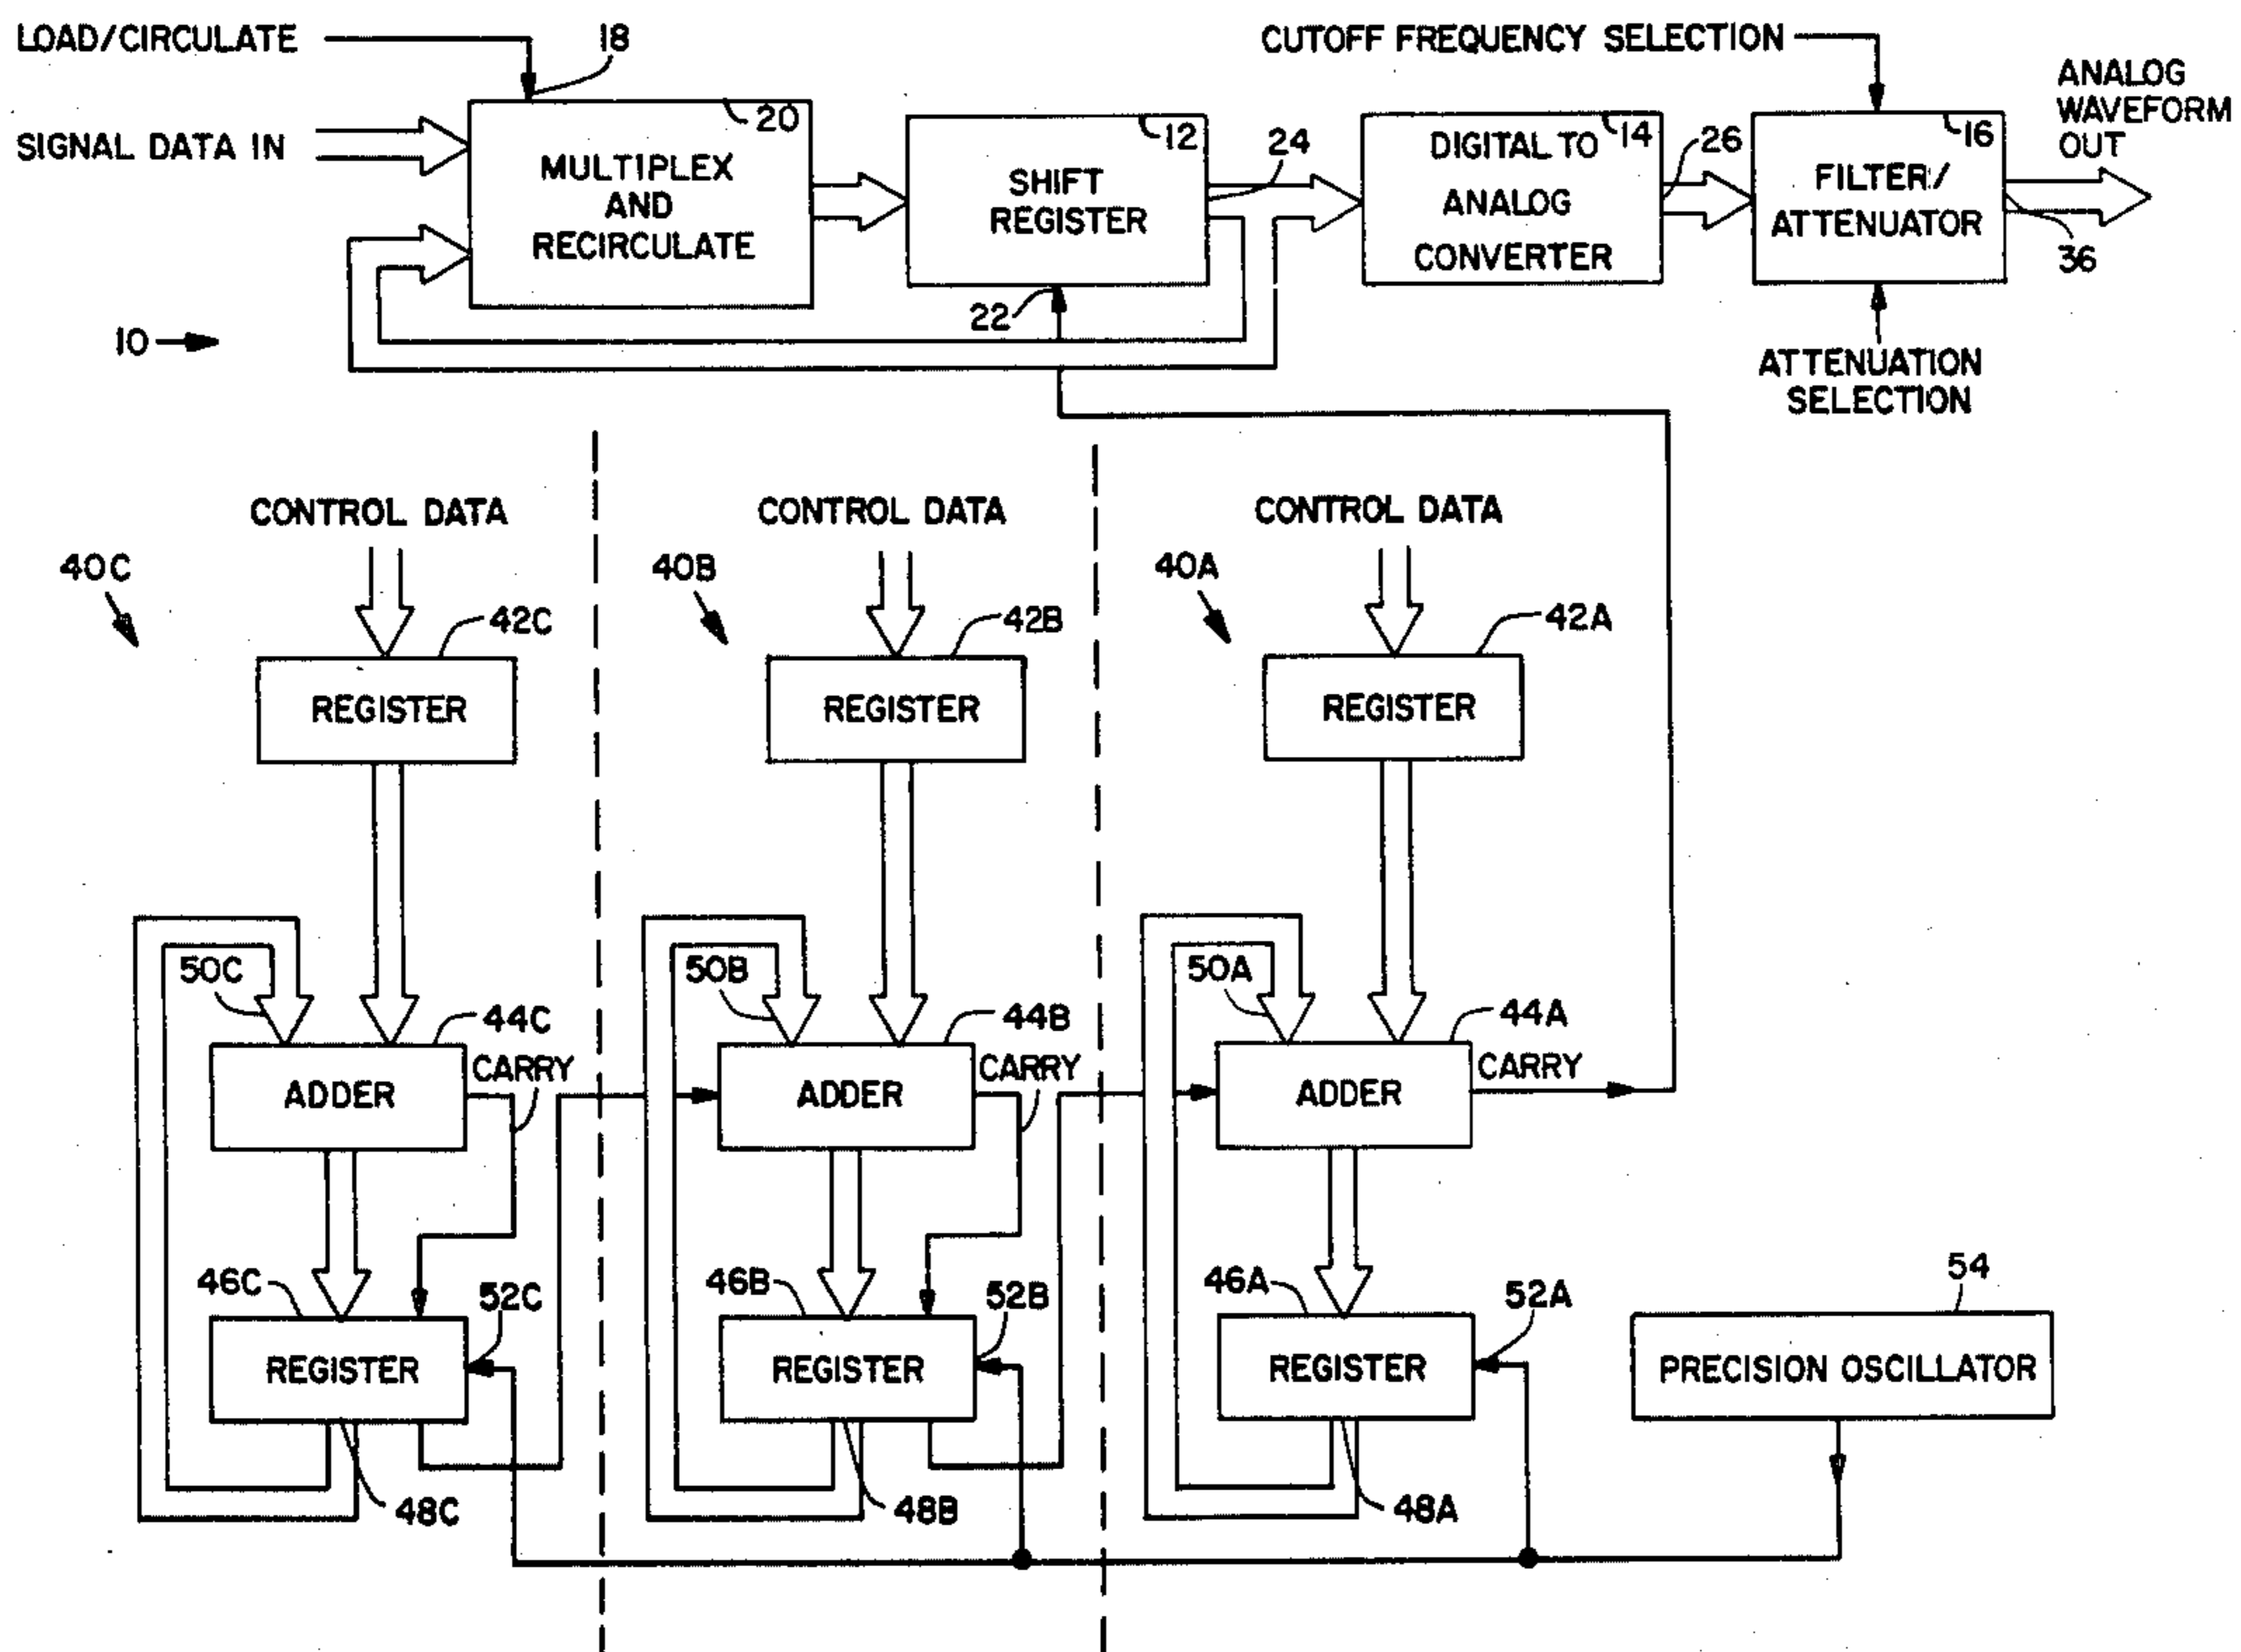 LOAD/CIRCULATE
18
CUTOFF FREQUENCY SELECTION
ANALOG
WAVEFORM
OUT
SIGNAL DATA IN
20
MULTIPLEX
AND
RECIRCULATE
12
SHIFT
REGISTER
24
14
DIGITAL TO
ANALOG
CONVERTER
26
16
FILTER/
ATTENUATOR
36
22
10
ATTENUATION
SELECTION
CONTROL DATA
CONTROL DATA
CONTROL DATA
40C
40B
40A
42C
42B
42A
REGISTER
REGISTER
REGISTER
50C
50B
50A
44C
44B
44A
CARRY
CARRY
CARRY
ADDER
ADDER
ADDER
46C
52C
46B
52B
46A
52A
54
REGISTER
REGISTER
REGISTER
PRECISION OSCILLATOR
48C
48B
48A